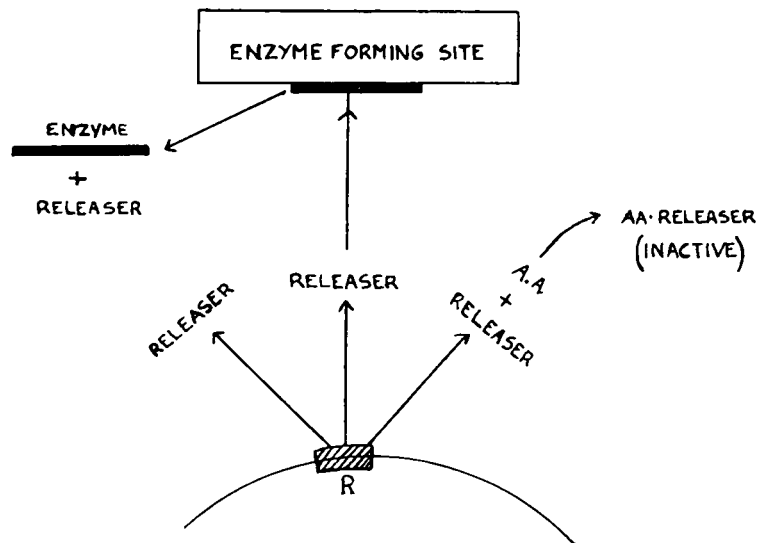 ENZYME FORMING SITE
ENZYME
+
RELEASER
AA·RELEASER
(INACTIVE)
A.A
+
RELEASER
RELEASER
RELEASER
R